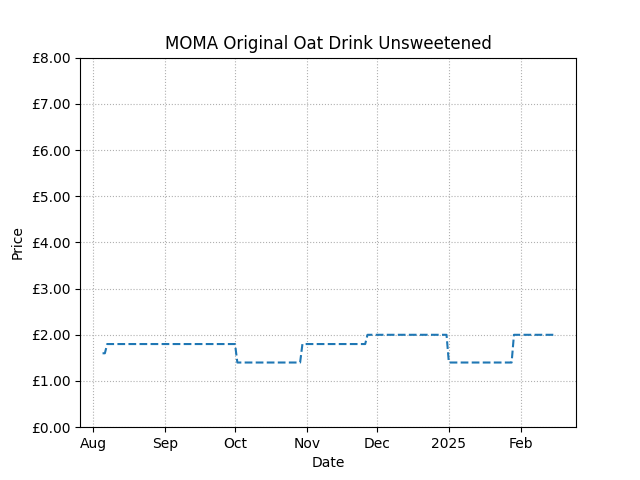 MOMA Original Oat Drink Unsweetened
£8.00
£7.00
£6.00
£5.00
£4.00
£3.00
£2.00
£1.00
£0.00
Price
Aug Sep Oct Nov Dec 2025 Feb
Date